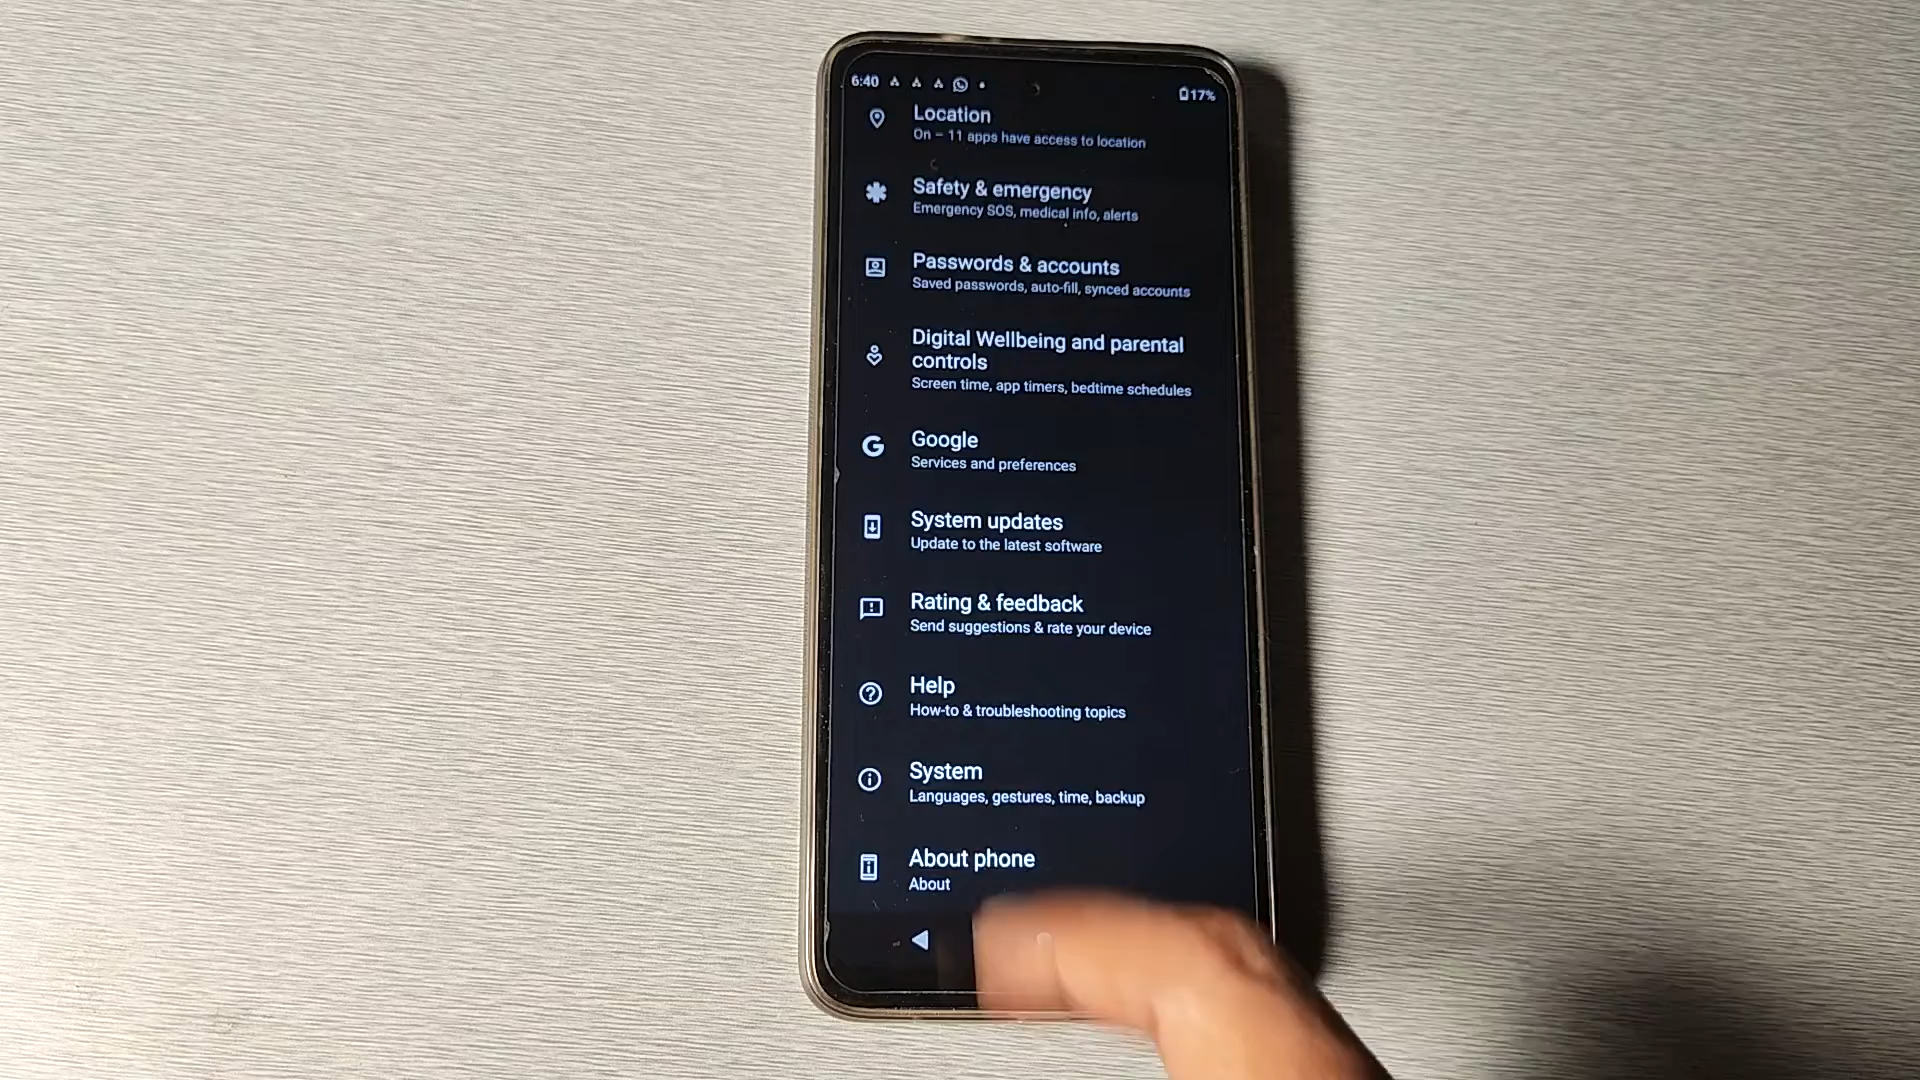 6:40
17%
Location
On – 11 apps have access to location
Safety & emergency
Emergency SOS, medical info, alerts
Passwords & accounts
Saved passwords, auto-fill, synced accounts
Digital Wellbeing and parental
controls
Screen time, app timers, bedtime schedules
Google
Services and preferences
System updates
Update to the latest software
Rating & feedback
Send suggestions & rate your device
Help
How-to & troubleshooting topics
System
Languages, gestures, time, backup
About phone
About